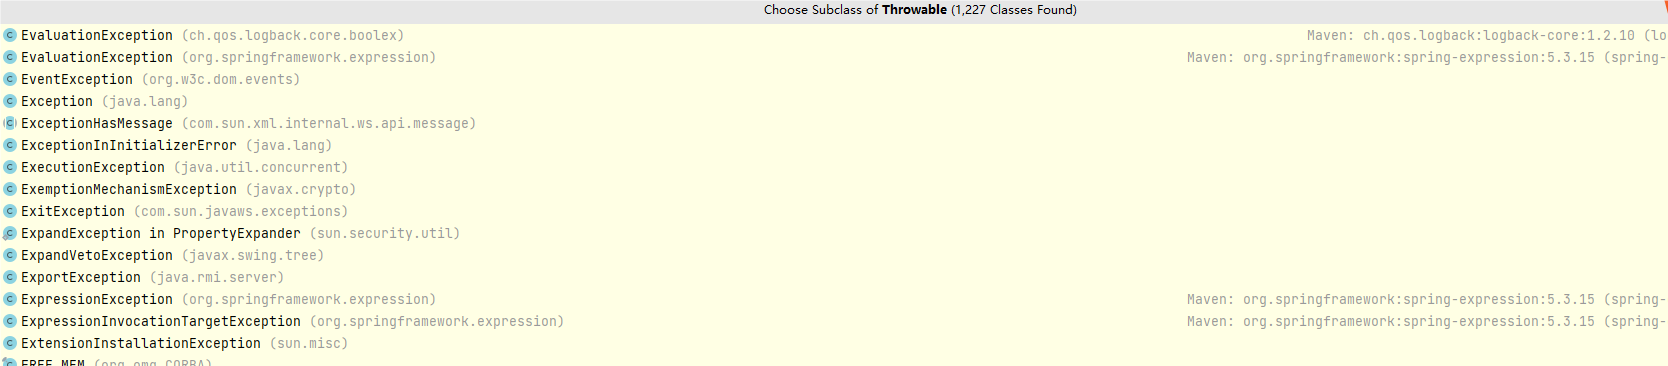 Choose Subclass of Throwable (1,227 Classes Found)
EvaluationException (ch.qos.logback.core.boolex) Maven: ch.qos.logback:logback-core:1.2.10 (lo
EvaluationException (org.springframework.expression) Maven: org.springframework:spring-expression:5.3.15 (spring-
EventException (org.w3c.dom.events)
Exception (java.lang)
ExceptionHasMessage (com.sun.xml.internal.ws.api.message)
ExceptionInInitializerError (java.lang)
ExecutionException (java.util.concurrent)
ExemptionMechanismException (javax.crypto)
ExitException (com.sun.javaws.exceptions)
ExpandException in PropertyExpander (sun.security.util)
ExpandVetoException (javax.swing.tree)
ExportException (java.rmi.server)
ExpressionException (org.springframework.expression) Maven: org.springframework:spring-expression:5.3.15 (spring-
ExpressionInvocationTargetException (org.springframework.expression) Maven: org.springframework:spring-expression:5.3.15 (spring-
ExtensionInstallationException (sun.misc)
FREE_MEM (org.omg.CORBA)